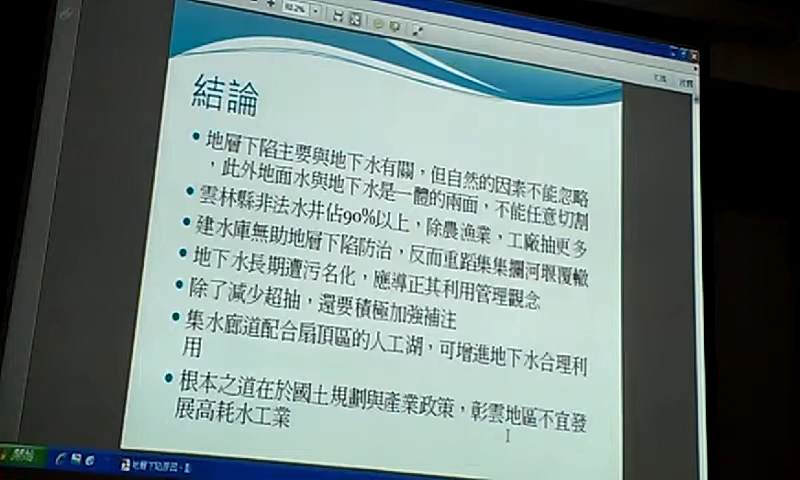 82.2%
結論
地層下陷主要與地下水有關，但自然的因素不能忽略
，此外地面水與地下水是一體的兩面，不能任意切割
雲林縣非法水井佔90%以上，除農漁業，工廠抽更多
建水庫無助地層下陷防治，反而重蹈集集攔河堰覆轍
地下水長期遭污名化，應導正其利用管理觀念
除了減少超抽，還要積極加強補注
集水廊道配合扇頂區的人工湖，可增進地下水合理利
用
根本之道在於國土規劃與產業政策，彰雲地區不宜發
展高耗水工業
開始